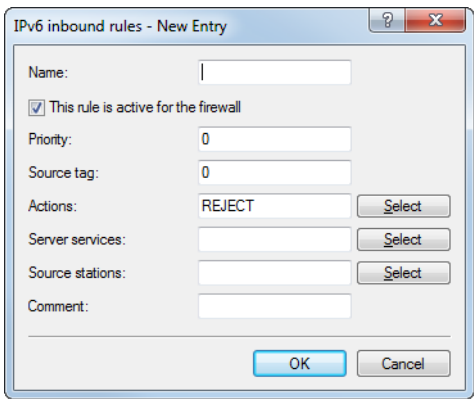 IPv6 inbound rules - New Entry
?
X
Name:
This rule is active for the firewall
Priority: 0
Source tag: 0
Actions: REJECT Select
Server services: Select
Source stations: Select
Comment:
OK Cancel